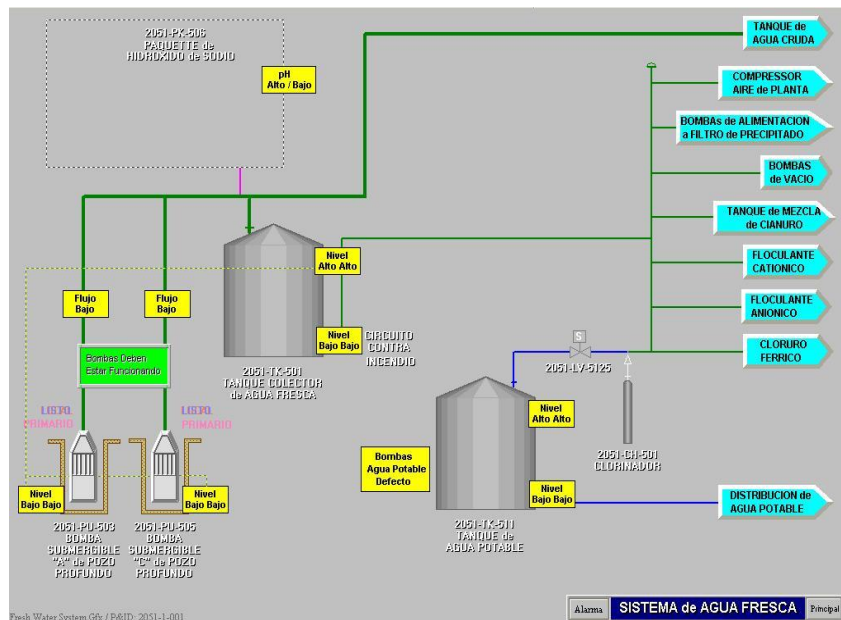 2051-PK-506
PAQUETTE de
HIDROXIDO de SODIO
pH
Alto / Bajo
TANQUE de
AGUA CRUDA
COMPRESSOR
AIRE de PLANTA
BOMBAs de ALIMENTACION
a FILTRO de PRECIPITADO
BOMBAS
de VACIO
TANQUE de MEZCLA
de CIANURO
FLOCULANTE
CATIONICO
FLOCULANTE
ANIONICO
CLORURO
FERRICO
Nivel
Alto Alto
Flujo
Bajo
Flujo
Bajo
Nivel
Bajo Bajo
CIRCUITO
CONTRA
INCENDIO
Bombas Deben
Estar Funcionando
2051-TK-501
TANQUE COLECTOR
de AGUA FRESCA
S
2051-LV-5125
LISTO
PRIMARIO
LISTO
PRIMARIO
Nivel
Alto Alto
2051-CH-501
CLORINADOR
Bombas
Agua Potable
Defecto
Nivel
Bajo Bajo
Nivel
Bajo Bajo
Nivel
Bajo Bajo
DISTRIBUCION de
AGUA POTABLE
2051-PU-503
BOMBA
SUBMERGIBLE
"A" de POZO
PROFUNDO
2051-PU-505
BOMBA
SUBMERGIBLE
"C" de POZO
PROFUNDO
2051-TK-511
TANQUE de
AGUA POTABLE
Fresh Water System Gfx / P&ID: 2051-1-001
Alarma
SISTEMA de AGUA FRESCA
Principal